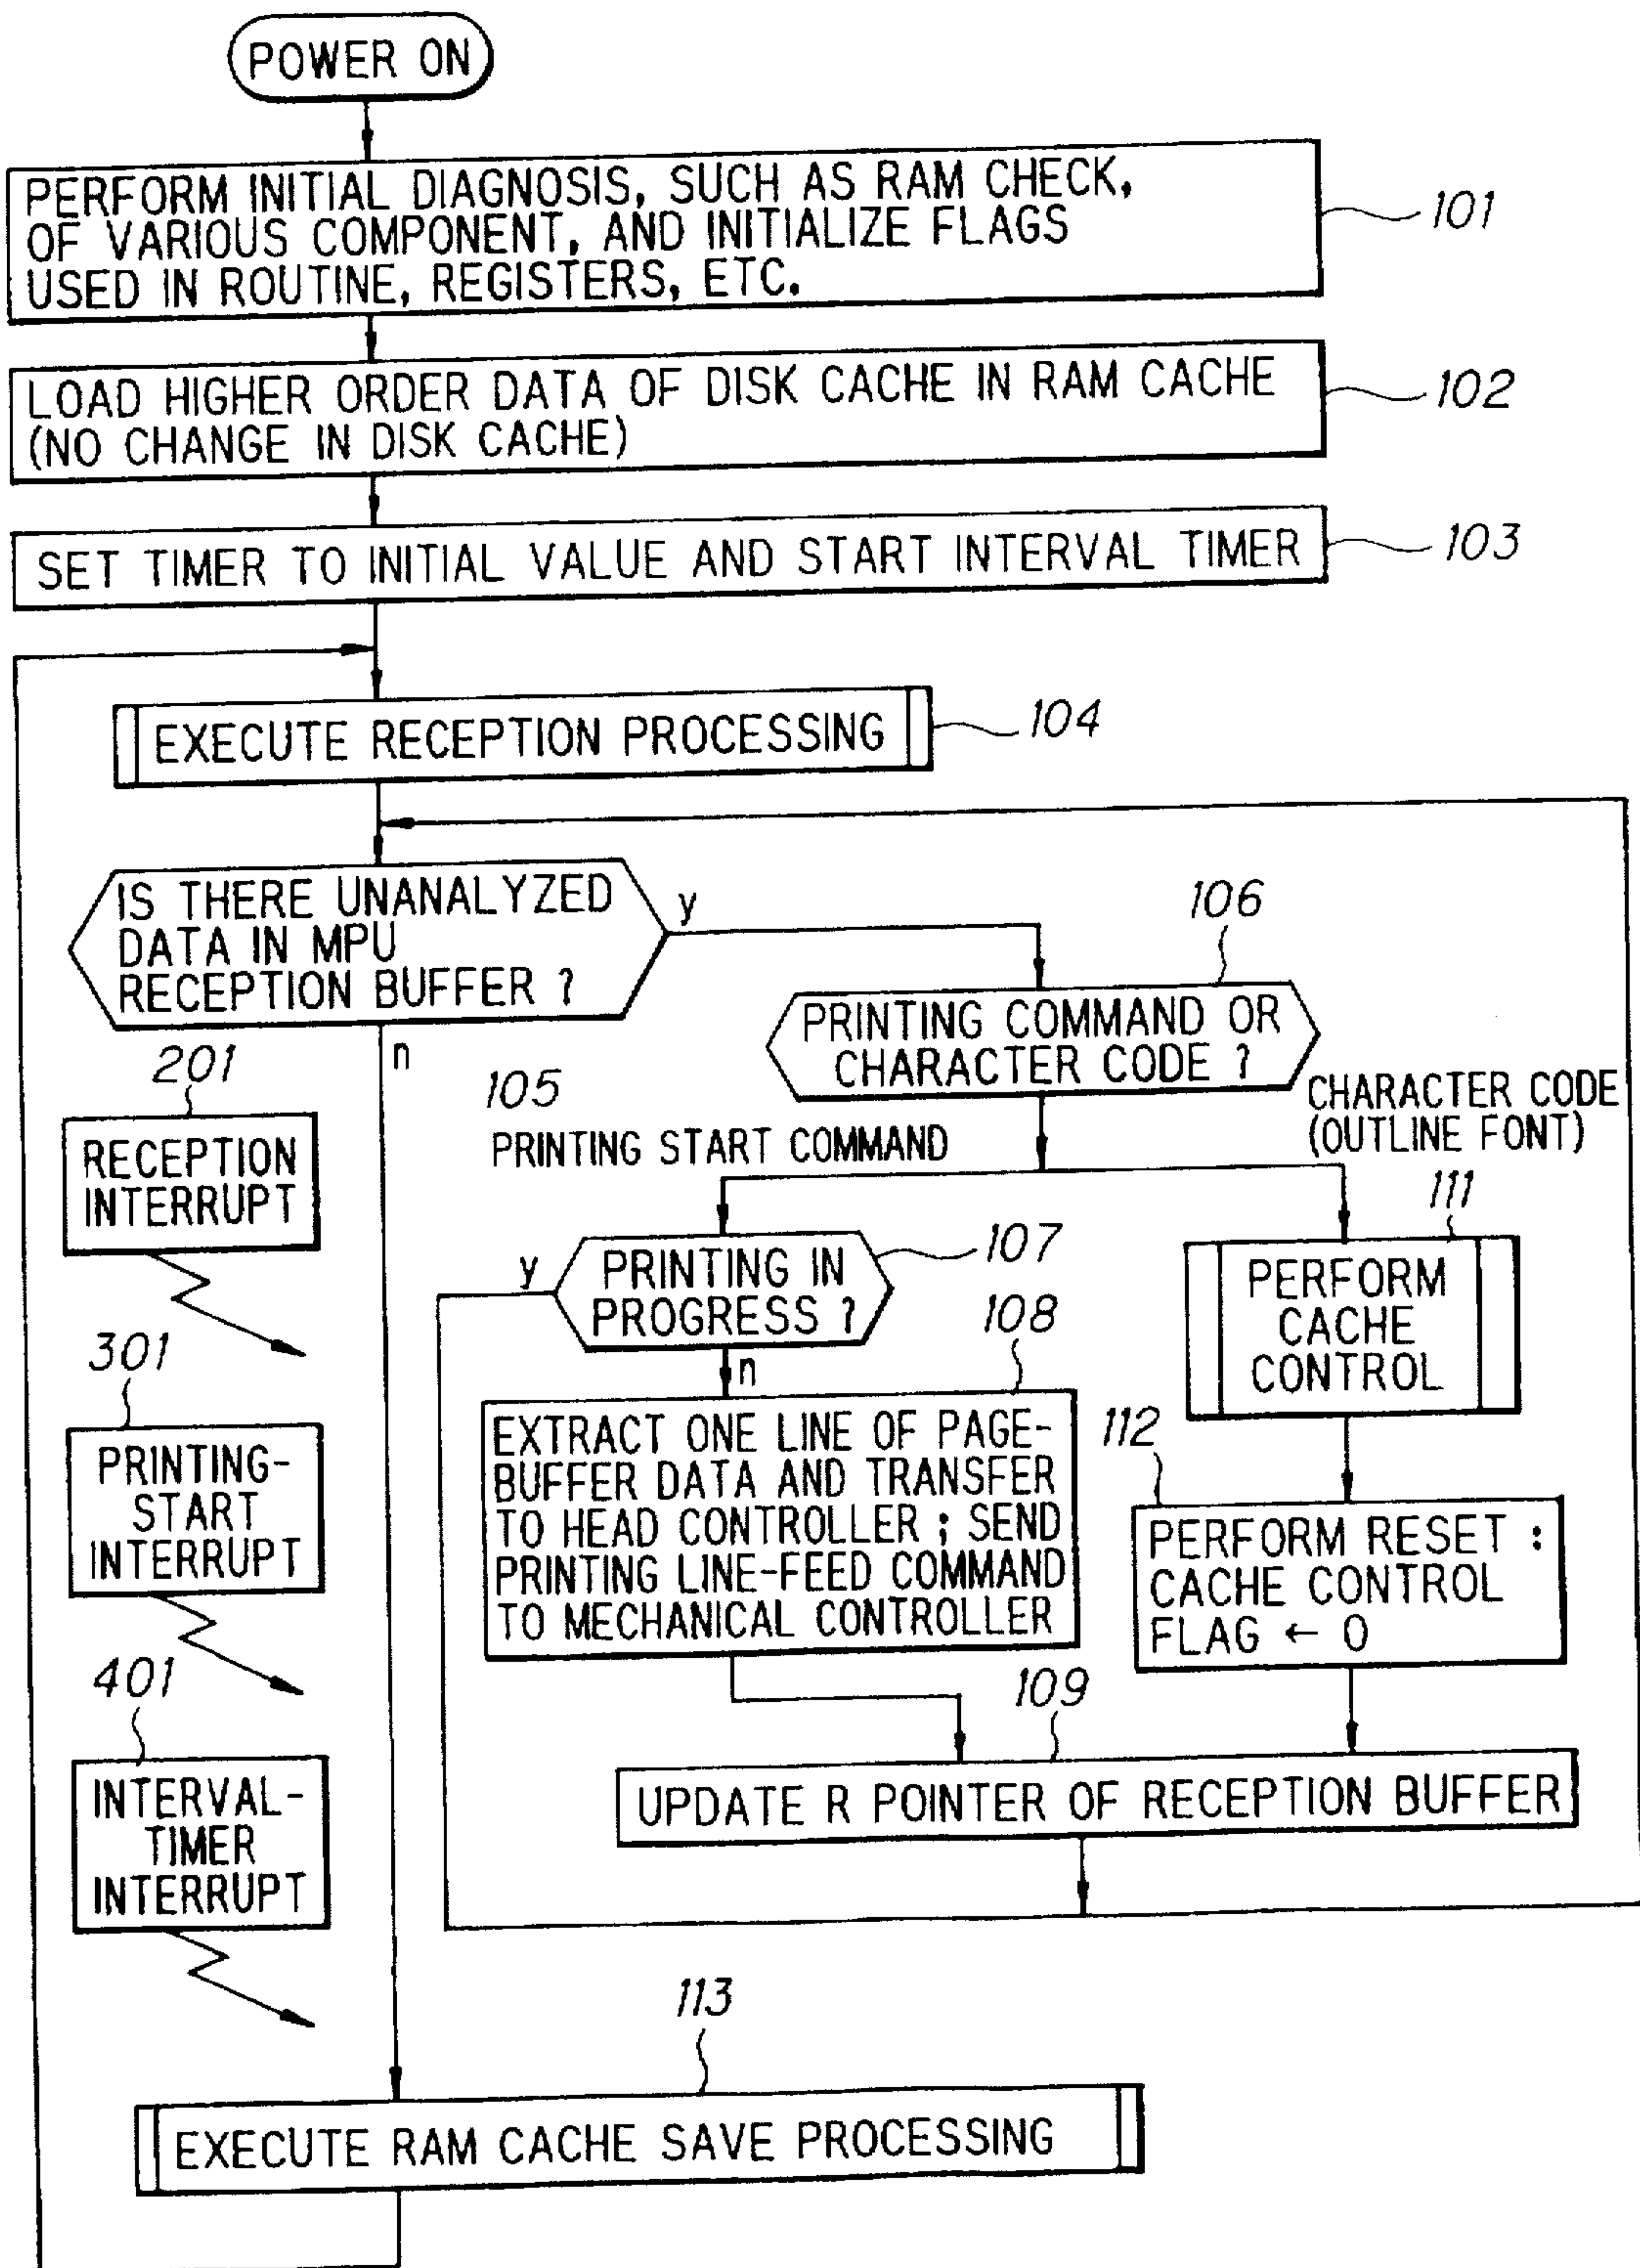 POWER ON
PERFORM INITIAL DIAGNOSIS, SUCH AS RAM CHECK,
OF VARIOUS COMPONENT, AND INITIALIZE FLAGS
USED IN ROUTINE, REGISTERS, ETC.
101
LOAD HIGHER ORDER DATA OF DISK CACHE IN RAM CACHE
(NO CHANGE IN DISK CACHE)
102
SET TIMER TO INITIAL VALUE AND START INTERVAL TIMER
103
EXECUTE RECEPTION PROCESSING
104
IS THERE UNANALYZED
DATA IN MPU
RECEPTION BUFFER ?
y
n
105
106
PRINTING COMMAND OR
CHARACTER CODE ?
PRINTING START COMMAND
CHARACTER CODE
(OUTLINE FONT)
201
RECEPTION
INTERRUPT
y
PRINTING IN
PROGRESS ?
107
n
111
PERFORM
CACHE
CONTROL
301
PRINTING-
START
INTERRUPT
108
EXTRACT ONE LINE OF PAGE-
BUFFER DATA AND TRANSFER
TO HEAD CONTROLLER ; SEND
PRINTING LINE-FEED COMMAND
TO MECHANICAL CONTROLLER
112
PERFORM RESET :
CACHE CONTROL
FLAG ← 0
401
INTERVAL-
TIMER
INTERRUPT
109
UPDATE R POINTER OF RECEPTION BUFFER
113
EXECUTE RAM CACHE SAVE PROCESSING